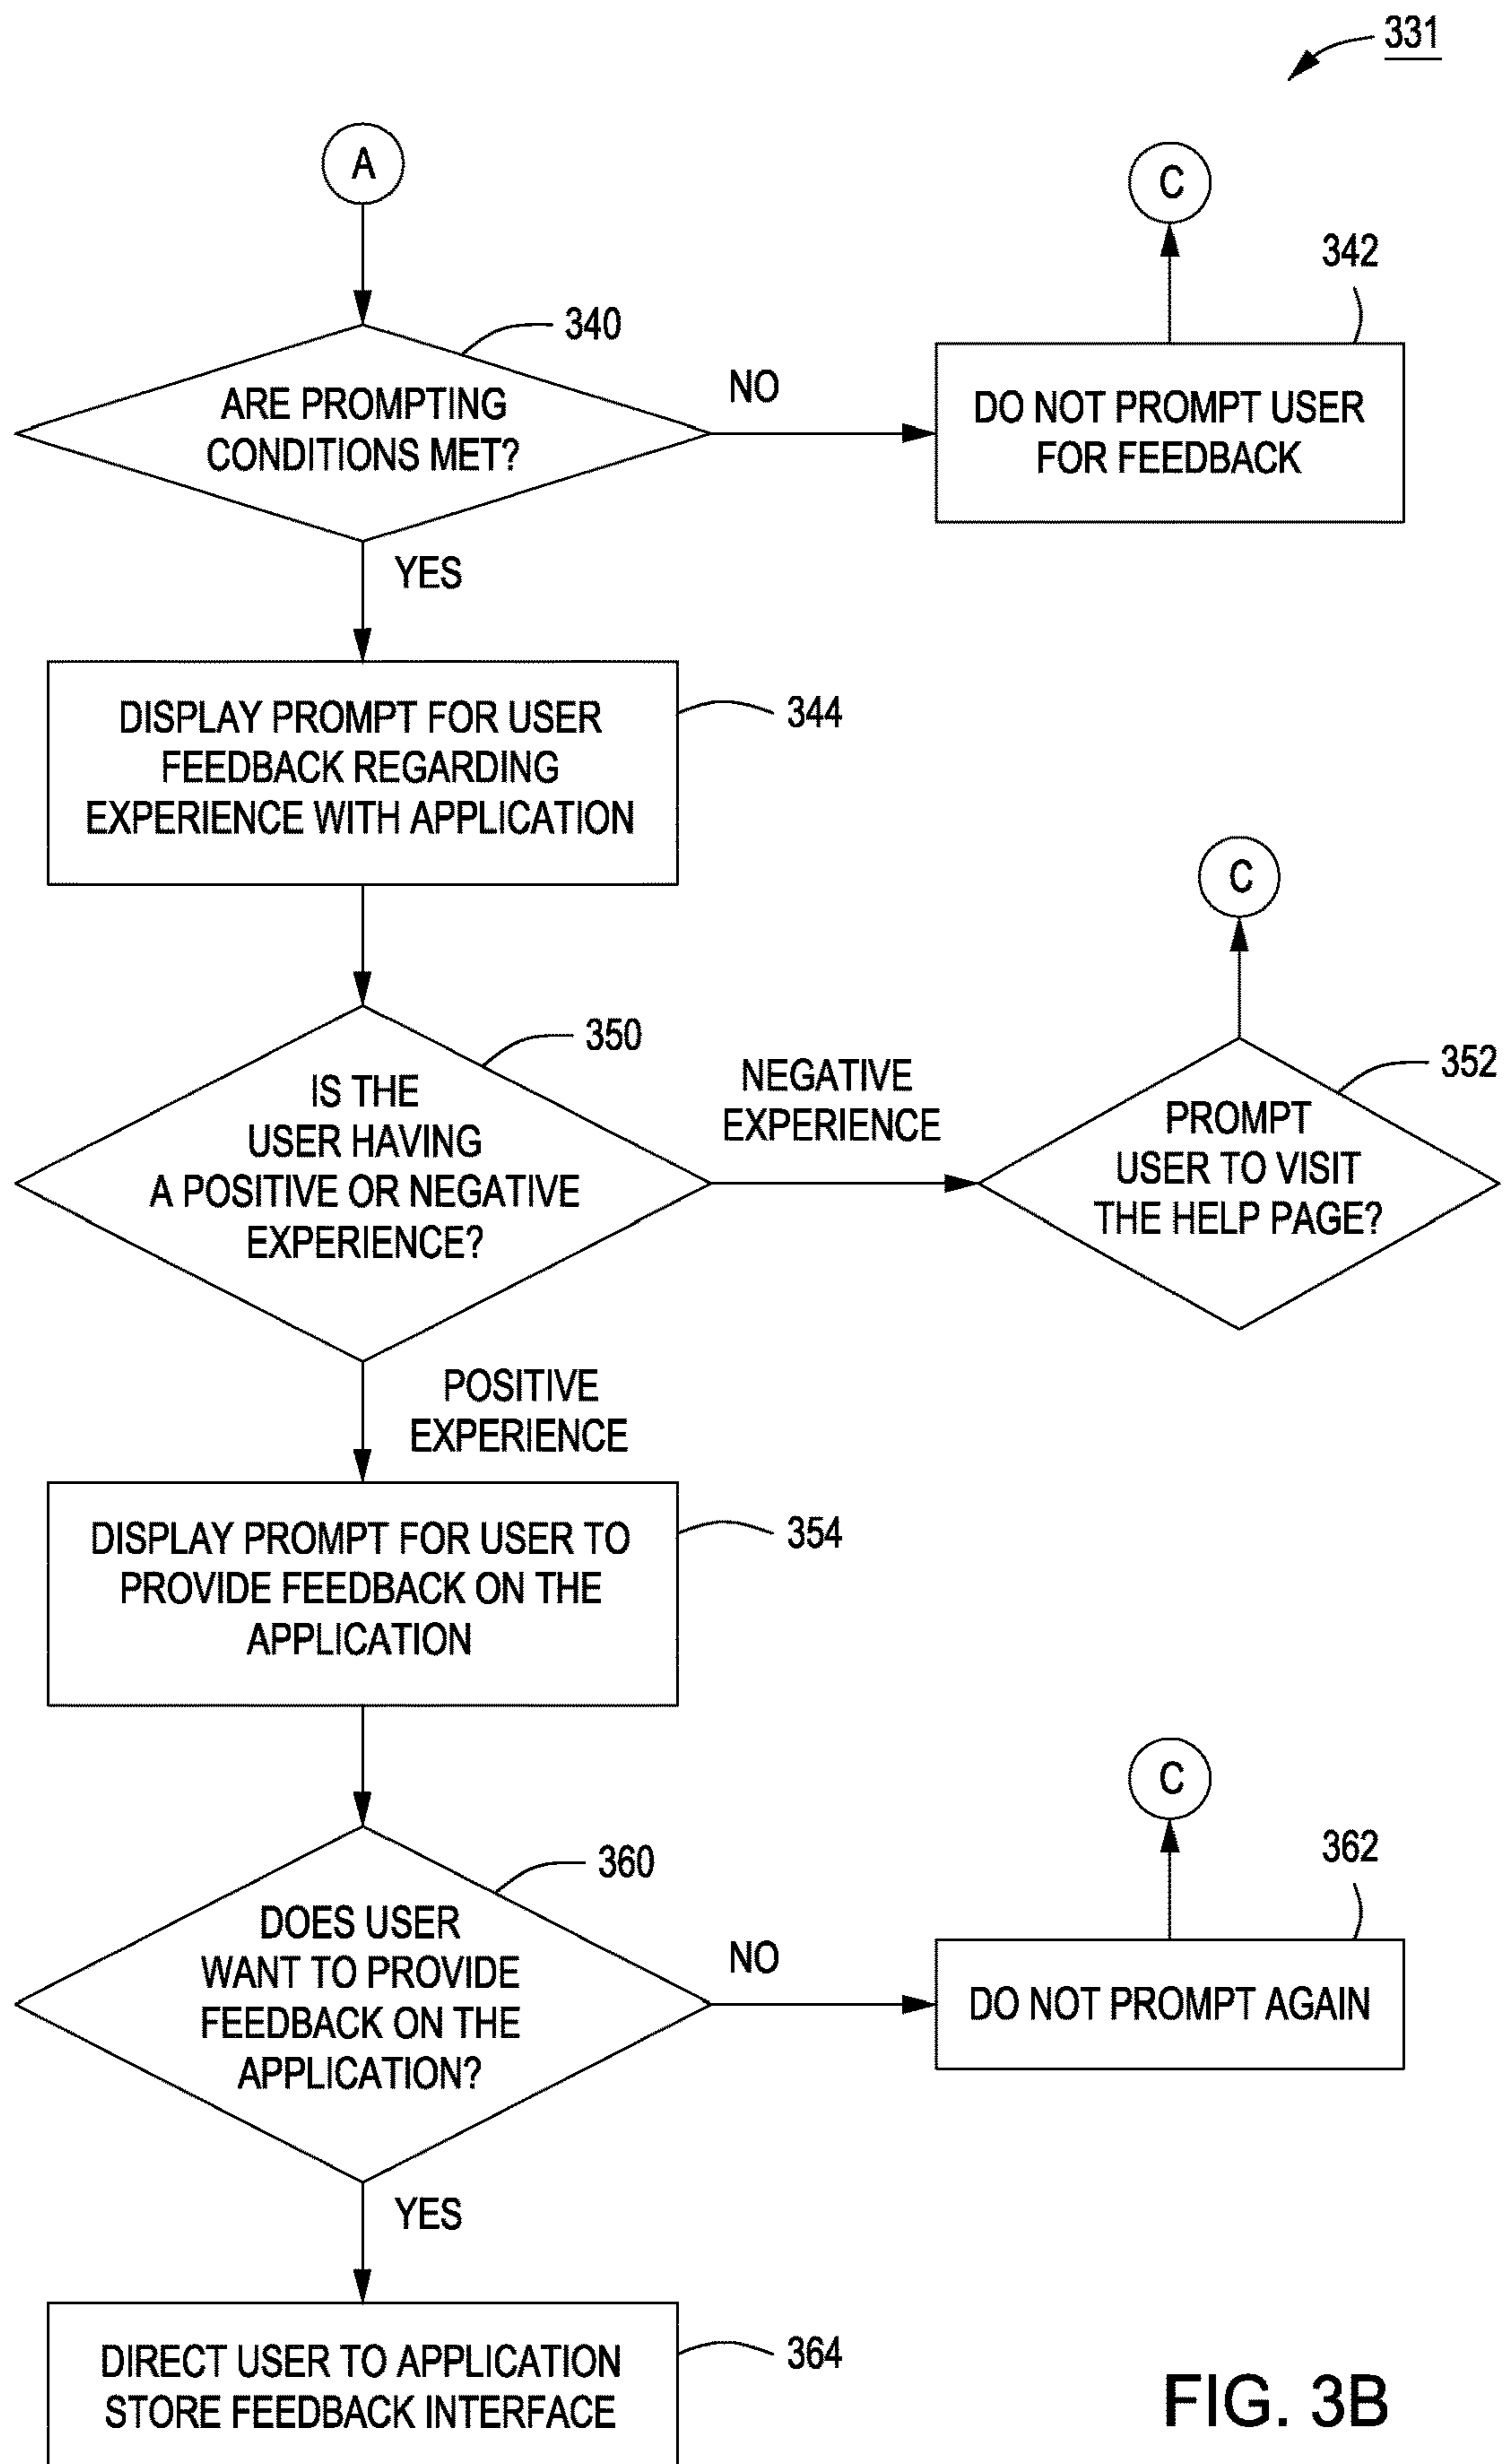 331
A
C
342
340
ARE PROMPTING
CONDITIONS MET?
NO
DO NOT PROMPT USER
FOR FEEDBACK
YES
DISPLAY PROMPT FOR USER
FEEDBACK REGARDING
EXPERIENCE WITH APPLICATION
344
C
350
IS THE
USER HAVING
A POSITIVE OR NEGATIVE
EXPERIENCE?
NEGATIVE
EXPERIENCE
352
PROMPT
USER TO VISIT
THE HELP PAGE?
POSITIVE
EXPERIENCE
DISPLAY PROMPT FOR USER TO
PROVIDE FEEDBACK ON THE
APPLICATION
354
C
362
360
DOES USER
WANT TO PROVIDE
FEEDBACK ON THE
APPLICATION?
NO
DO NOT PROMPT AGAIN
YES
DIRECT USER TO APPLICATION
STORE FEEDBACK INTERFACE
364
FIG. 3B